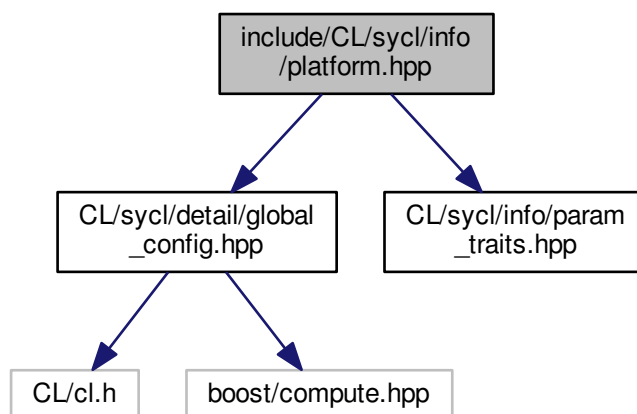 include/CL/sycl/info
/platform.hpp
CL/sycl/detail/global
_config.hpp
CL/sycl/info/param
_traits.hpp
CL/cl.h
boost/compute.hpp